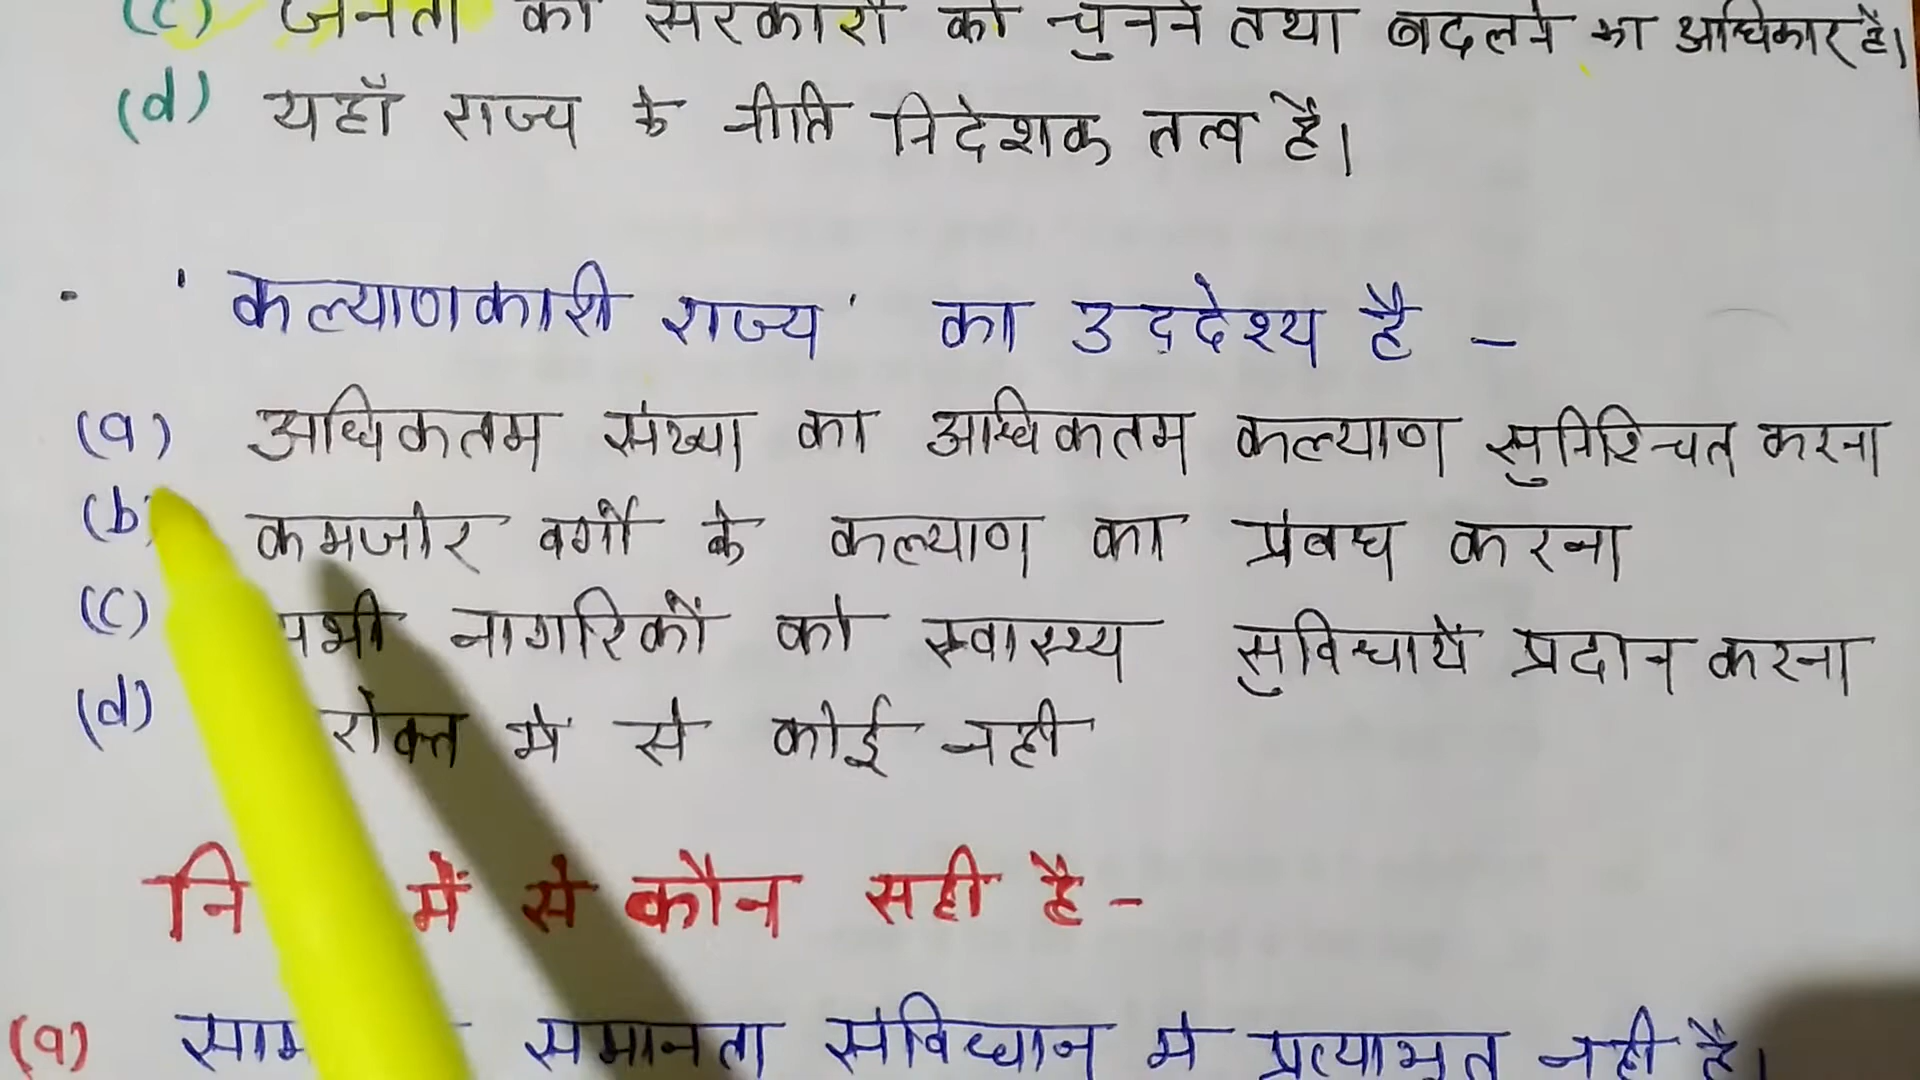 (c) जनता को सरकारों को चुनने तथा बदलने का अधिकार है।
(d) यहाँ राज्य के नीति निदेशक तत्व हैं।
• 'कल्याणकारी राज्य' का उद्देश्य है -
(a) अधिकतम संख्या का अधिकतम कल्याण सुनिश्चित करना
(b) कमजोर वर्गों के कल्याण का प्रंबध करना
(c) नागरिकों को स्वास्थ्य सुविधायें प्रदान करना
(d) में से कोई नही
में से कौन सही है -
(a) समानता संविधान में प्रत्याभूत नही है।